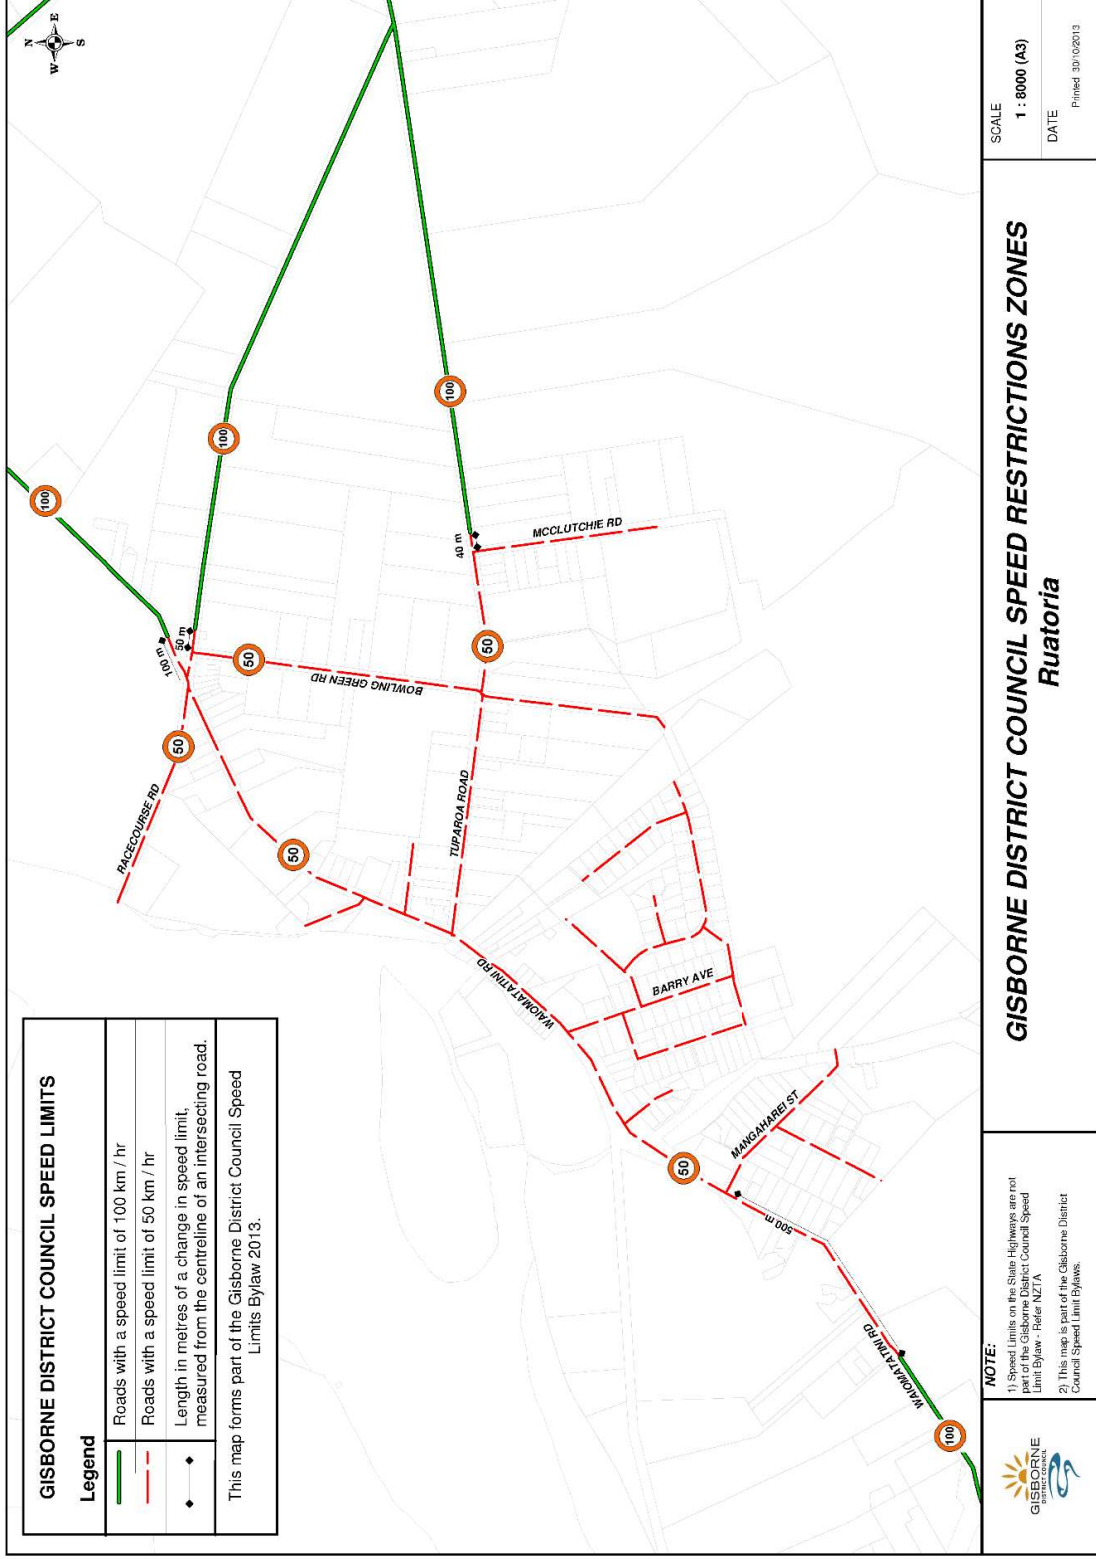 GISBORNE DISTRICT COUNCIL SPEED LIMITS
Legend
Roads with a speed limit of 100 km / hr
Roads with a speed limit of 50 km / hr
Length in metres of a change in speed limit,
measured from the centreline of an intersecting road.
This map forms part of the Gisborne District Council Speed
Limits Bylaw 2013.
N
W
E
S
100
100
100
100 m
50 m
50
50
RACECOURSE RD
BOWLING GREEN RD
50
TUPAROA ROAD
50
40 m
MCCLUTCHIE RD
WAIOMATATINI RD
BARRY AVE
50
MANGAHAREI ST
500 m
WAIOMATATINI RD
100
GISBORNE
DISTRICT COUNCIL
NOTE:
1) Speed Limits on the State Highways are not
part of the Gisborne District Council Speed
Limit Bylaw - Refer NZTA
2) This map is part of the Gisborne District
Council Speed Limit Bylaws.
GISBORNE DISTRICT COUNCIL SPEED RESTRICTIONS ZONES
Ruatoria
SCALE
1 : 8000 (A3)
DATE
Printed 30/10/2013